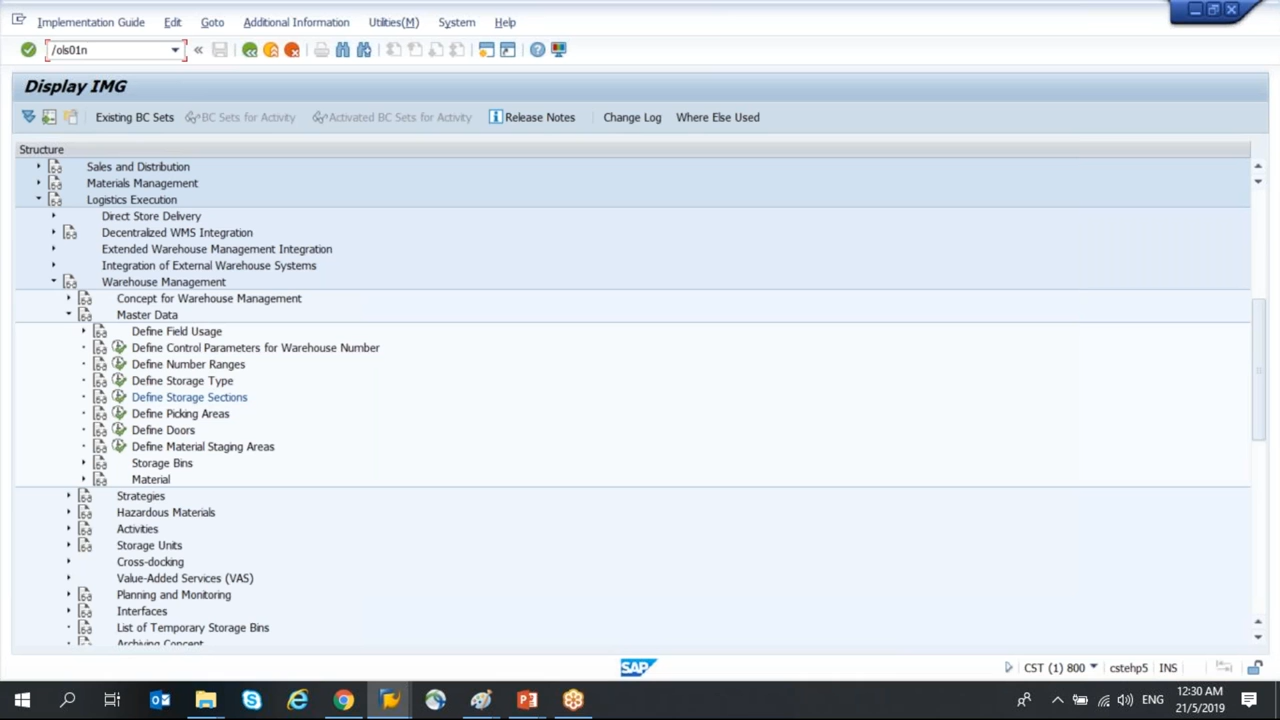 Implementation Guide Edit Goto Additional Information Utilities(M) System Help
/ols01n
Display IMG
Existing BC Sets BC Sets for Activity Activated BC Sets for Activity Release Notes Change Log Where Else Used
Structure
Sales and Distribution
Materials Management
Logistics Execution
Direct Store Delivery
Decentralized WMS Integration
Extended Warehouse Management Integration
Integration of External Warehouse Systems
Warehouse Management
Concept for Warehouse Management
Master Data
Define Field Usage
Define Control Parameters for Warehouse Number
Define Number Ranges
Define Storage Type
Define Storage Sections
Define Picking Areas
Define Doors
Define Material Staging Areas
Storage Bins
Material
Strategies
Hazardous Materials
Activities
Storage Units
Cross-docking
Value-Added Services (VAS)
Planning and Monitoring
Interfaces
List of Temporary Storage Bins
Archiving Concept
SAP CST (1) 800 cstehp5 INS
ENG 12:30 AM
21/5/2019